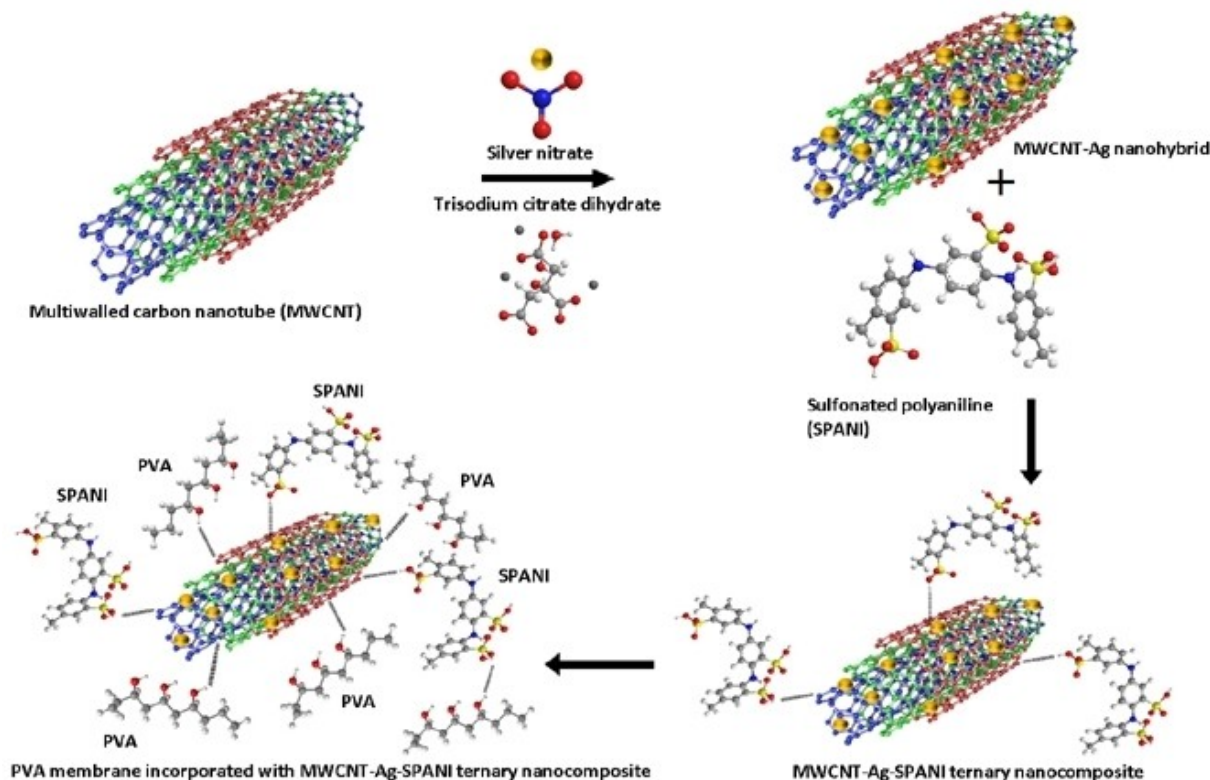 Silver nitrate
Trisodium citrate dihydrate
Multiwalled carbon nanotube (MWCNT)
MWCNT-Ag nanohybrid
+
Sulfonated polyaniline
(SPANI)
SPANI
PVA
SPANI
PVA
SPANI
PVA
PVA
PVA membrane incorporated with MWCNT-Ag-SPANI ternary nanocomposite
MWCNT-Ag-SPANI ternary nanocomposite